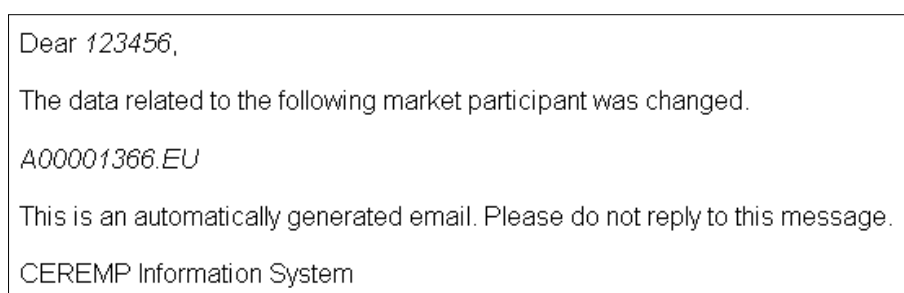 Dear 123456,
The data related to the following market participant was changed.
A00001366.EU
This is an automatically generated email. Please do not reply to this message.
CEREMP Information System